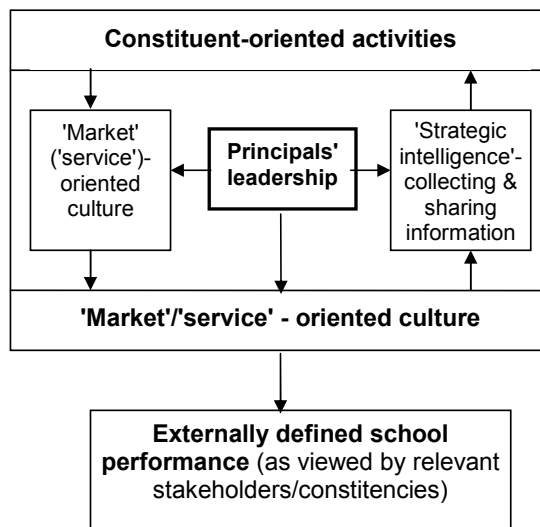 Constituent-oriented activities
'Market'
('service')-
oriented
culture
Principals'
leadership
'Strategic
intelligence'-
collecting &
sharing
information
'Market'/'service' - oriented culture
Externally defined school
performance (as viewed by relevant
stakeholders/constitencies)